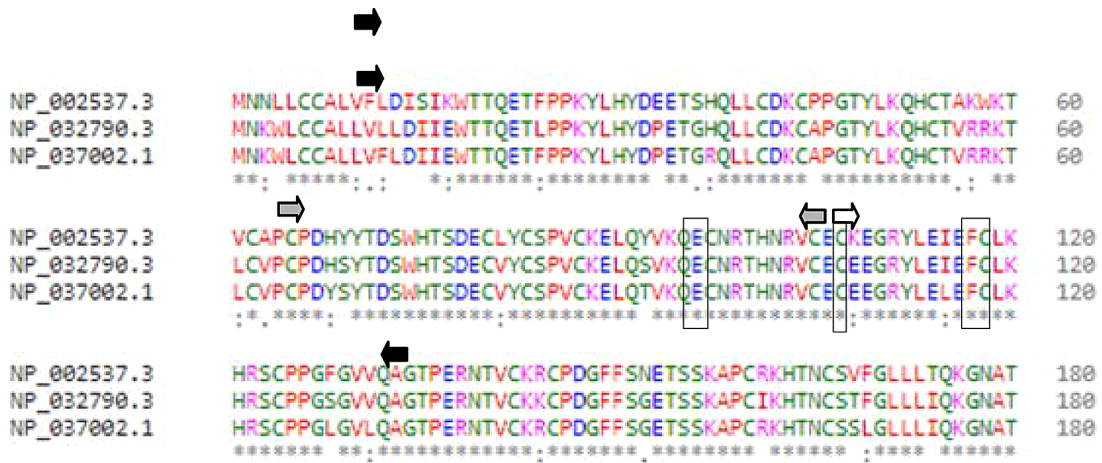 NP_002537.3 MNNLLCCALVFLDISIKWTTQETFPPKYLHYDEETSHQLLCDKCPPGTYLKQHCTAKWKT 60
NP_032790.3 MNKWLCCALLVLLDIIEWTTQETLPPKYLHYDPETGHQLLCDKCAPGTYLKQHCTVRRKT 60
NP_037002.1 MNKWLCCALLVFLDIIEWTTQETFPPKYLHYDPETGRQLLCDKCAPGTYLKQHCTVRRKT 60
**: *****:.:   *:******:******** **.:******* **********.: **
NP_002537.3 VCAPCPDHYYTDSWHTSDECLYCSPVCKELQYVKQECNRTHNRVCECKEGRYLEIEFCLK 120
NP_032790.3 LCVPCPDHSYTDSWHTSDECVYCSPVCKELQSVKQECNRTHNRVCECEEGRYLEIEFCLK 120
NP_037002.1 LCVPCPDYSYTDSWHTSDECVYCSPVCKELQTVKQECNRTHNRVCECEEGRYLELEFCLK 120
:*.****: ***********:********** ***************:******:*****
NP_002537.3 HRSCPPGFGVVQAGTPERNTVCKRCPDGFFSNETSSKAPCRKHTNCSVFGLLLTQKGNAT 180
NP_032790.3 HRSCPPGSGVVQAGTPERNTVCKKCPDGFFSGETSSKAPCIKHTNCSTFGLLLIQKGNAT 180
NP_037002.1 HRSCPPGLGVLQAGTPERNTVCKRCPDGFFSGETSSKAPCRKHTNCSSLGLLLIQKGNAT 180
******* **:************:*******.******** ****** :**** ******